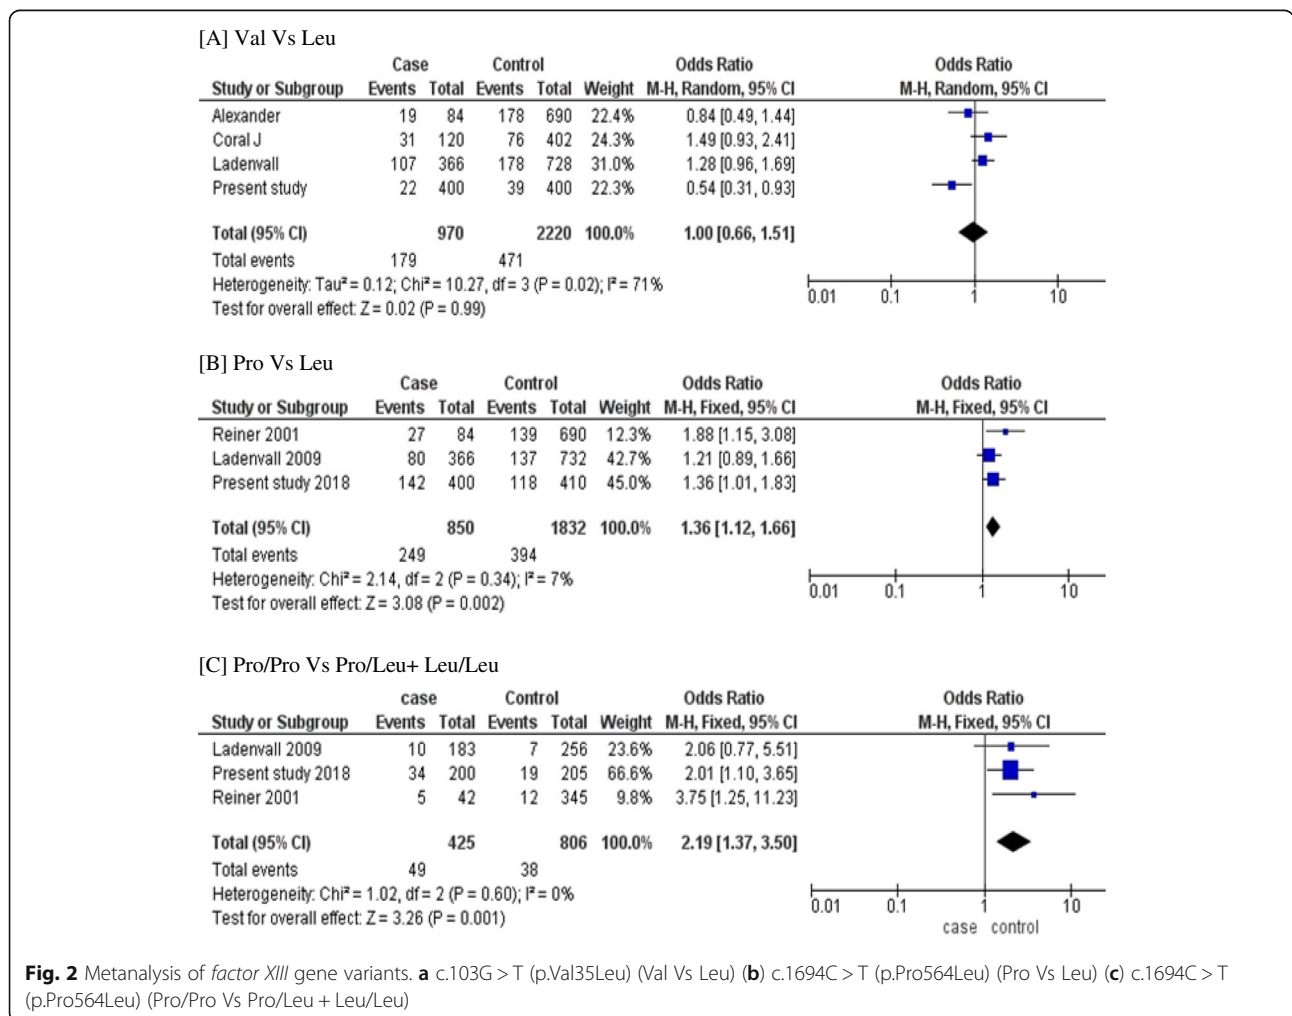 [A] Val Vs Leu
Case Control Odds Ratio Odds Ratio
Study or Subgroup Events Total Events Total Weight M-H, Random, 95% CI M-H, Random, 95% CI
Alexander 19 84 178 690 22.4% 0.84 [0.49, 1.44]
Coral J 31 120 76 402 24.3% 1.49 [0.93, 2.41]
Ladenvall 107 366 178 728 31.0% 1.28 [0.96, 1.69]
Present study 22 400 39 400 22.3% 0.54 [0.31, 0.93]
Total (95% CI) 970 2220 100.0% 1.00 [0.66, 1.51]
Total events 179 471
Heterogeneity: Tau² = 0.12; Chi² = 10.27, df = 3 (P = 0.02); I² = 71%
Test for overall effect: Z = 0.02 (P = 0.99)
0.01 0.1 1 10
[B] Pro Vs Leu
Case Control Odds Ratio Odds Ratio
Study or Subgroup Events Total Events Total Weight M-H, Fixed, 95% CI M-H, Fixed, 95% CI
Reiner 2001 27 84 139 690 12.3% 1.88 [1.15, 3.08]
Ladenvall 2009 80 366 137 732 42.7% 1.21 [0.89, 1.66]
Present study 2018 142 400 118 410 45.0% 1.36 [1.01, 1.83]
Total (95% CI) 850 1832 100.0% 1.36 [1.12, 1.66]
Total events 249 394
Heterogeneity: Chi² = 2.14, df = 2 (P = 0.34); I² = 7%
Test for overall effect: Z = 3.08 (P = 0.002)
0.01 0.1 1 10
[C] Pro/Pro Vs Pro/Leu+ Leu/Leu
case Control Odds Ratio Odds Ratio
Study or Subgroup Events Total Events Total Weight M-H, Fixed, 95% CI M-H, Fixed, 95% CI
Ladenvall 2009 10 183 7 256 23.6% 2.06 [0.77, 5.51]
Present study 2018 34 200 19 205 66.6% 2.01 [1.10, 3.65]
Reiner 2001 5 42 12 345 9.8% 3.75 [1.25, 11.23]
Total (95% CI) 425 806 100.0% 2.19 [1.37, 3.50]
Total events 49 38
Heterogeneity: Chi² = 1.02, df = 2 (P = 0.60); I² = 0%
Test for overall effect: Z = 3.26 (P = 0.001)
0.01 0.1 1 10
case control
Fig. 2 Metanalysis of factor XIII gene variants. a c.103G > T (p.Val35Leu) (Val Vs Leu) (b) c.1694C > T (p.Pro564Leu) (Pro Vs Leu) (c) c.1694C > T
(p.Pro564Leu) (Pro/Pro Vs Pro/Leu + Leu/Leu)